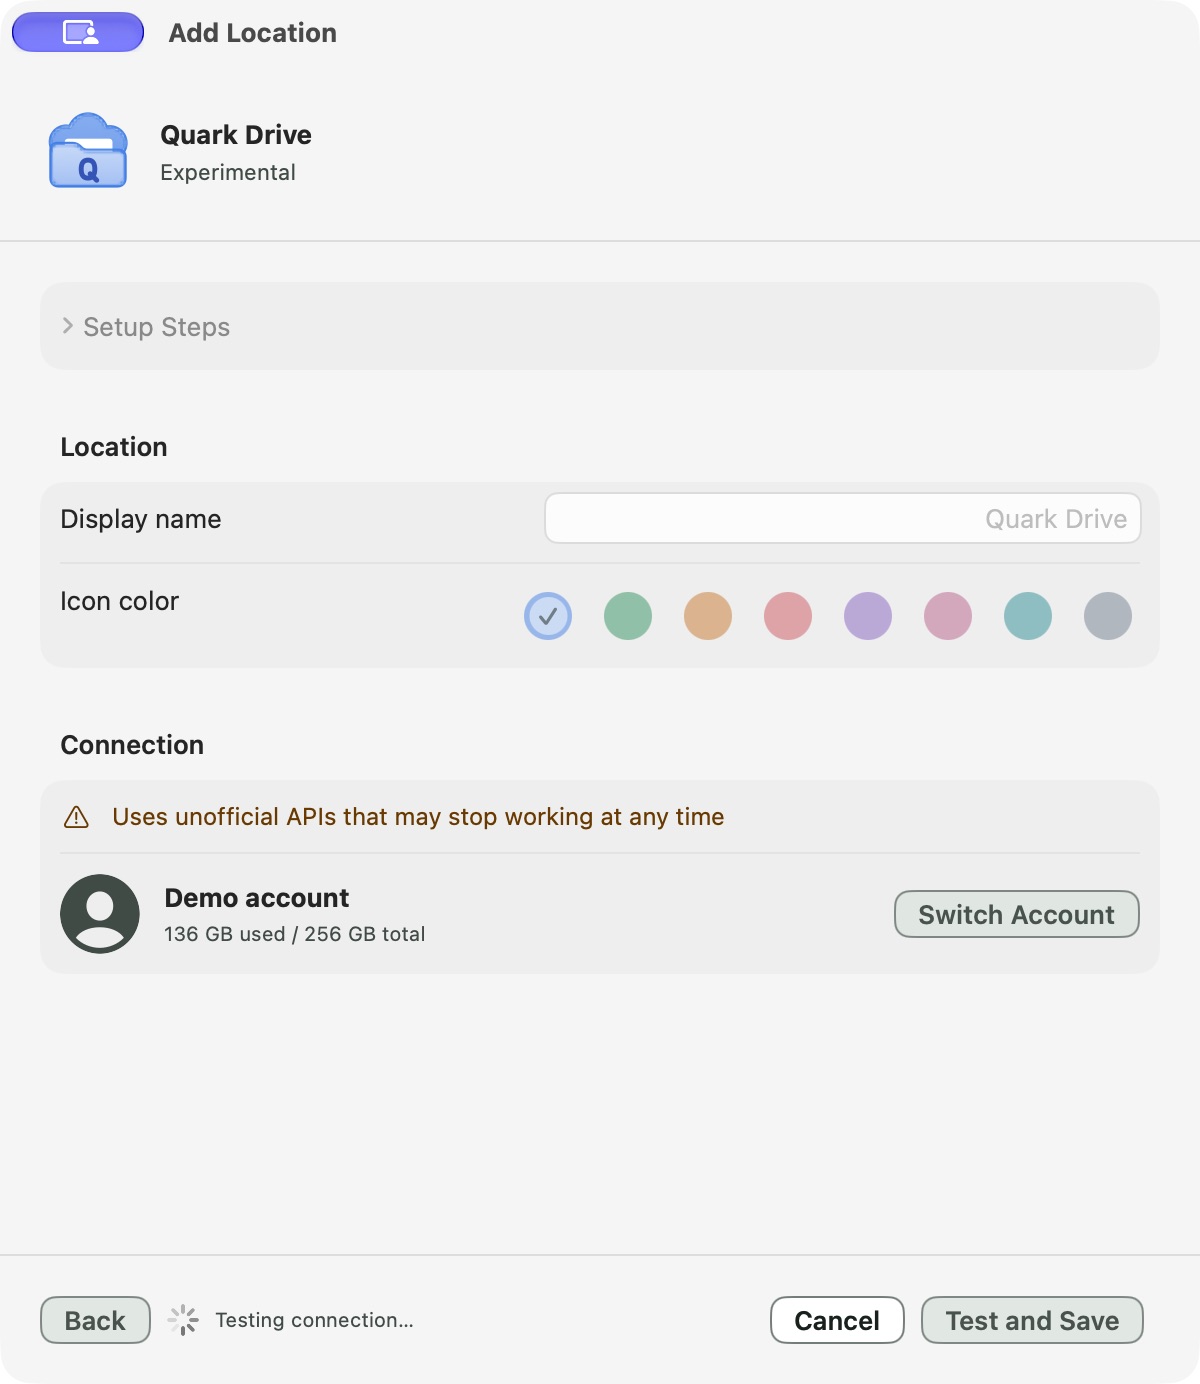 Add Location
Quark Drive
Experimental
Q
Setup Steps
Location
Display name
Quark Drive
Icon color
Connection
Uses unofficial APIs that may stop working at any time
Demo account
136 GB used / 256 GB total
Switch Account
Back
Testing connection...
Cancel
Test and Save